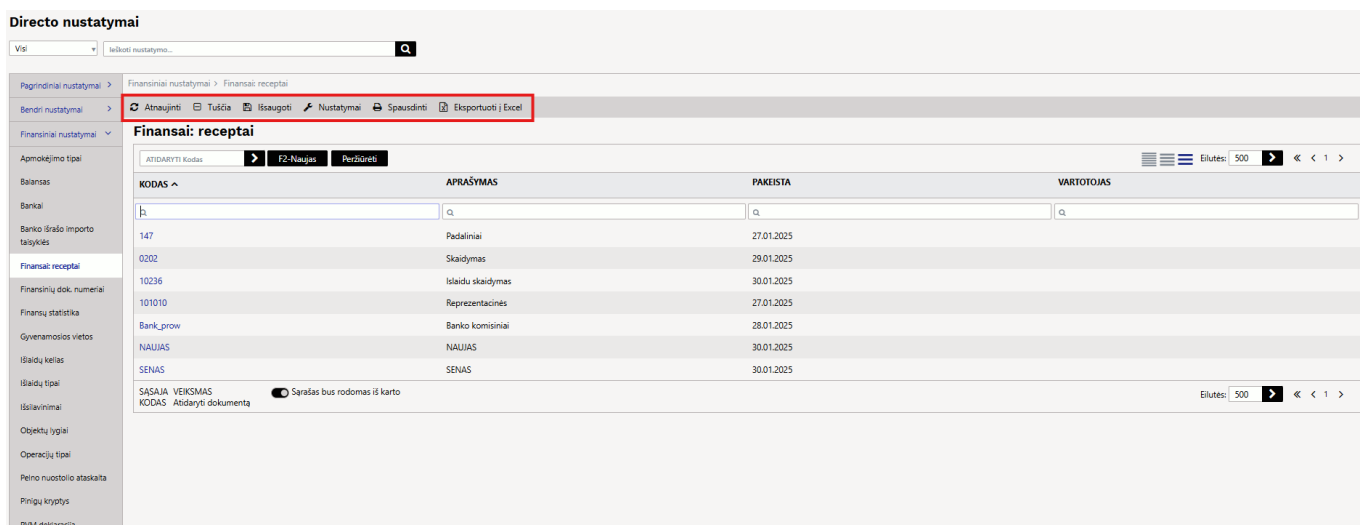 Directo nustatymai
Visi
Ieškoti nustatymo...
Pagrindiniai nustatymai >
Bendri nustatymai >
Finansiniai nustatymai
Apmokėjimo tipai
Balansas
Bankai
Banko išrašo importo
taisyklės
Finansai: receptai
Finansinių dok. numeriai
Finansų statistika
Gyvenamosios vietos
Išlaidų kelias
Išlaidų tipai
Išsilavinimai
Objektų lygiai
Operacijų tipai
Pelno nuostolio ataskaita
Pinigų kryptys
PVM deklaracija
Finansiniai nustatymai > Finansai: receptai
Atnaujinti Tuščia Išsaugoti Nustatymai Spausdinti Eksportuoti į Excel
Finansai: receptai
ATIDARYTI Kodas > F2-Naujas Peržiūrėti Eilutės: 500 > « < 1 >
KODAS APRAŠYMAS PAKEISTA VARTOTOJAS
147 Padaliniai 27.01.2025
0202 Skaidymas 29.01.2025
10236 Islaidu skaidymas 30.01.2025
101010 Reprezentacinės 27.01.2025
Bank_prow Banko komisiniai 28.01.2025
NAUJAS NAUJAS 30.01.2025
SENAS SENAS 30.01.2025
SĄSAJA VEIKSMAS Sąrašas bus rodomas iš karto Eilutės: 500 > « < 1 >
KODAS Atidaryti dokumentą